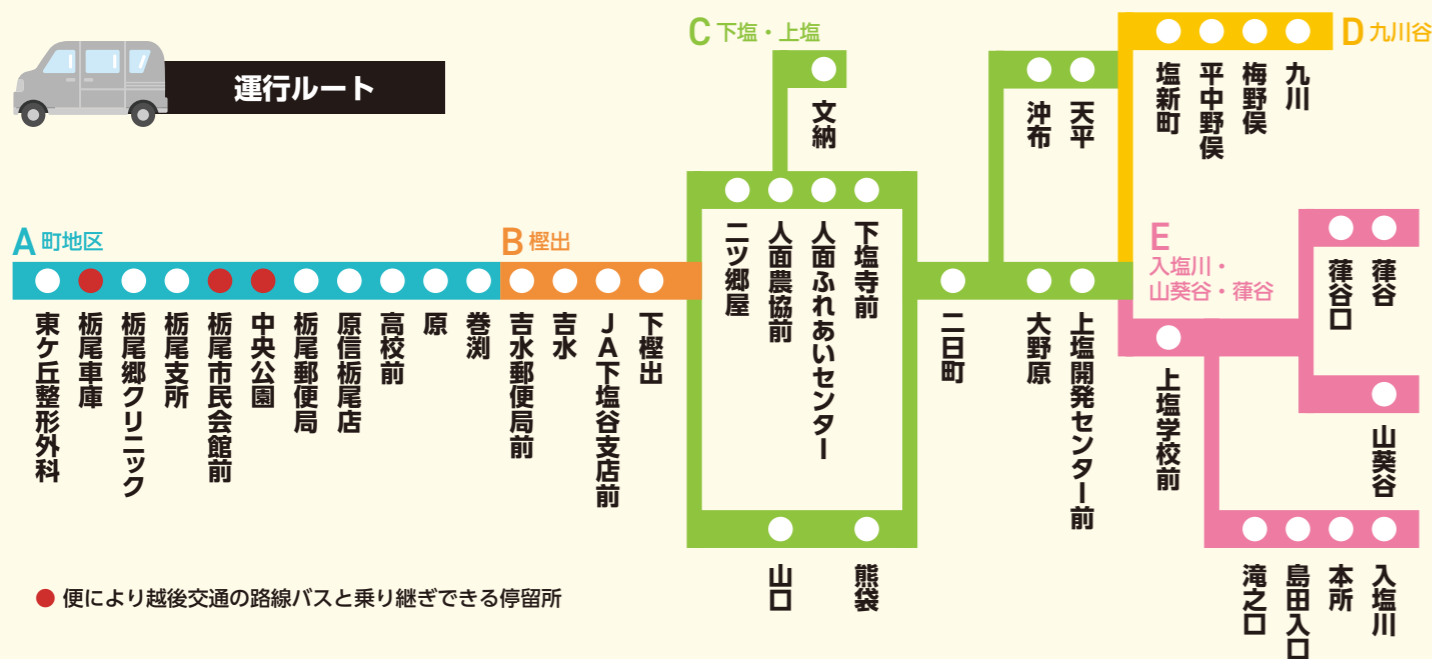 運行ルート
A 町地区
東ケ丘整形外科
栃尾車庫
栃尾郷クリニック
栃尾支所
栃尾市民会館前
中央公園
栃尾郵便局
原信栃尾店
高校前
原
巻渕
B 樫出
吉水郵便局前
吉水
JA下塩谷支店前
下樫出
C 下塩・上塩
文納
二ツ郷屋
人面農協前
人面ふれあいセンター
下塩寺前
山口
熊袋
二日町
沖布
天平
大野原
上塩開発センター前
D 九川谷
塩新町
平中野俣
梅野俣
九川
E
入塩川・
山葵谷・葎谷
上塩学校前
葎谷口
葎谷
山葵谷
滝之口
島田入口
本所
入塩川
便により越後交通の路線バスと乗り継ぎできる停留所